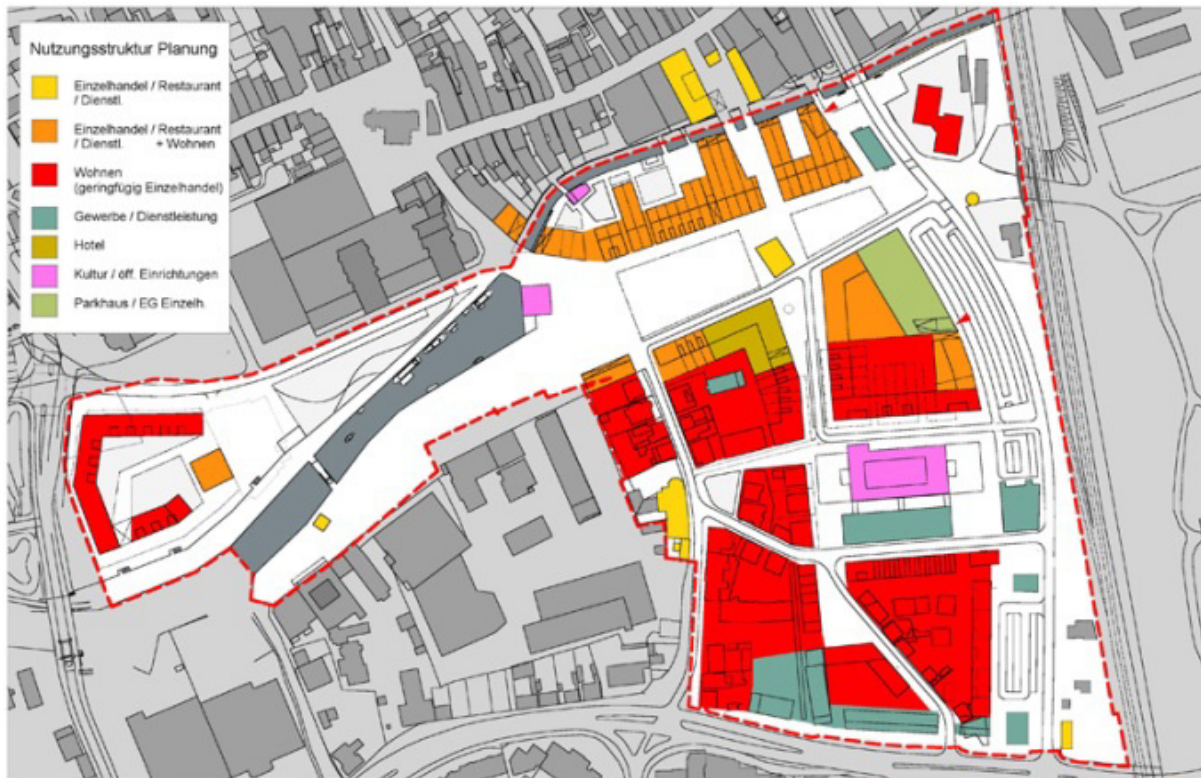 Nutzungsstruktur Planung
Einzelhandel / Restaurant
/ Dienstl.
Einzelhandel / Restaurant
/ Dienstl. + Wohnen
Wohnen
(geringfügig Einzelhandel)
Gewerbe / Dienstleistung
Hotel
Kultur / öff. Einrichtungen
Parkhaus / EG Einzelh.